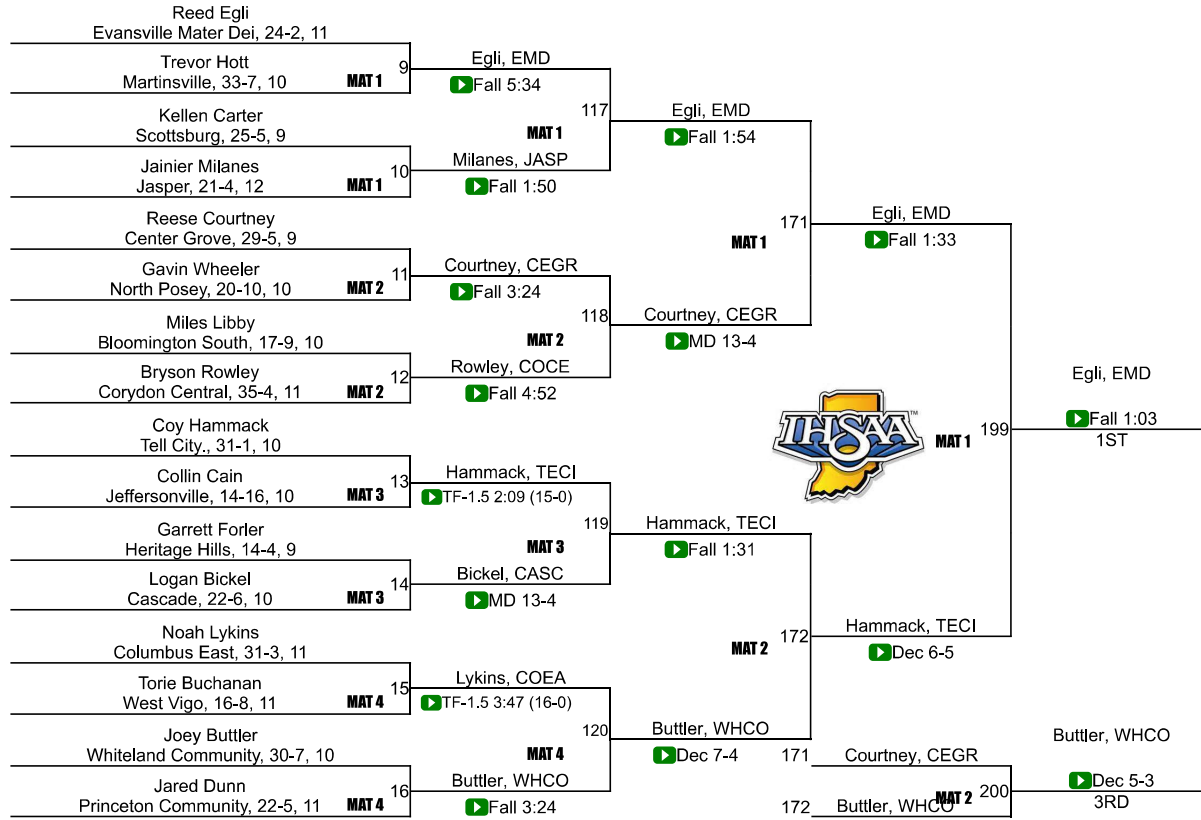 Reed Egli
Evansville Mater Dei, 24-2, 11
Trevor Hott
Martinsville, 33-7, 10
MAT 1
9
Egli, EMD
Fall 5:34
Kellen Carter
Scottsburg, 25-5, 9
Jainier Milanes
Jasper, 21-4, 12
MAT 1
10
Milanes, JASP
Fall 1:50
117
MAT 1
Egli, EMD
Fall 1:54
Reese Courtney
Center Grove, 29-5, 9
Gavin Wheeler
North Posey, 20-10, 10
MAT 2
11
Courtney, CEGR
Fall 3:24
Miles Libby
Bloomington South, 17-9, 10
Bryson Rowley
Corydon Central, 35-4, 11
MAT 2
12
Rowley, COCE
Fall 4:52
118
MAT 2
Courtney, CEGR
MD 13-4
171
MAT 1
Egli, EMD
Fall 1:33
Coy Hammack
Tell City., 31-1, 10
Collin Cain
Jeffersonville, 14-16, 10
MAT 3
13
Hammack, TECI
TF-1.5 2:09 (15-0)
Garrett Forler
Heritage Hills, 14-4, 9
Logan Bickel
Cascade, 22-6, 10
MAT 3
14
Bickel, CASC
MD 13-4
119
MAT 3
Hammack, TECI
Fall 1:31
Noah Lykins
Columbus East, 31-3, 11
Torie Buchanan
West Vigo, 16-8, 11
MAT 4
15
Lykins, COEA
TF-1.5 3:47 (16-0)
Joey Buttler
Whiteland Community, 30-7, 10
Jared Dunn
Princeton Community, 22-5, 11
MAT 4
16
Buttler, WHCO
Fall 3:24
120
MAT 4
Buttler, WHCO
Dec 7-4
172
MAT 2
Hammack, TECI
Dec 6-5
IHSAA™
MAT 1
199
Egli, EMD
Fall 1:03
1ST
171
Courtney, CEGR
172
Buttler, WHCO
MAT 2
200
Buttler, WHCO
Dec 5-3
3RD